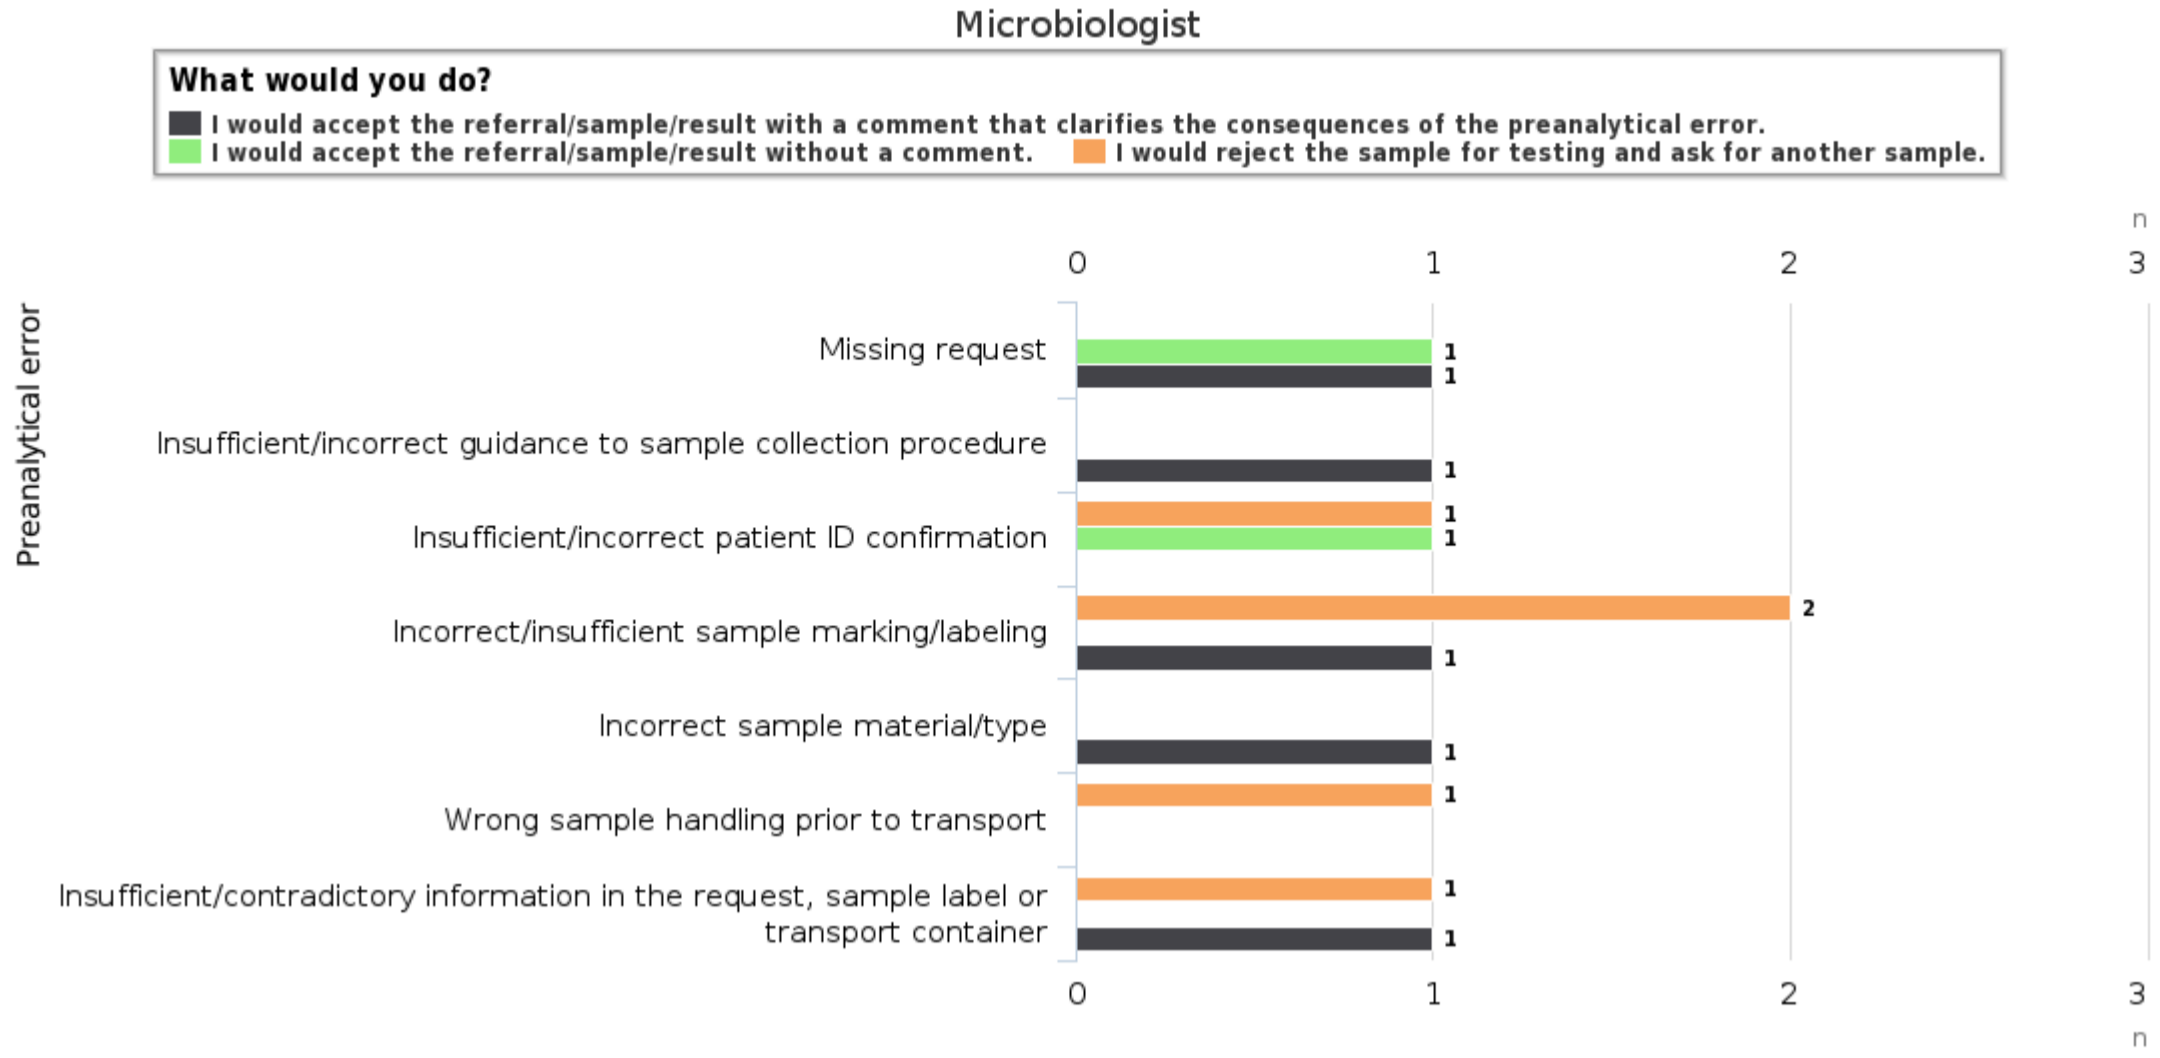 Microbiologist
What would you do?
I would accept the referral/sample/result with a comment that clarifies the consequences of the preanalytical error.
I would accept the referral/sample/result without a comment. I would reject the sample for testing and ask for another sample.
n
0 1 2 3
Preanalytical error
Missing request
1
1
Insufficient/incorrect guidance to sample collection procedure
1
Insufficient/incorrect patient ID confirmation
1
1
Incorrect/insufficient sample marking/labeling
2
1
Incorrect sample material/type
1
Wrong sample handling prior to transport
1
Insufficient/contradictory information in the request, sample label or
transport container
1
1
0 1 2 3
n